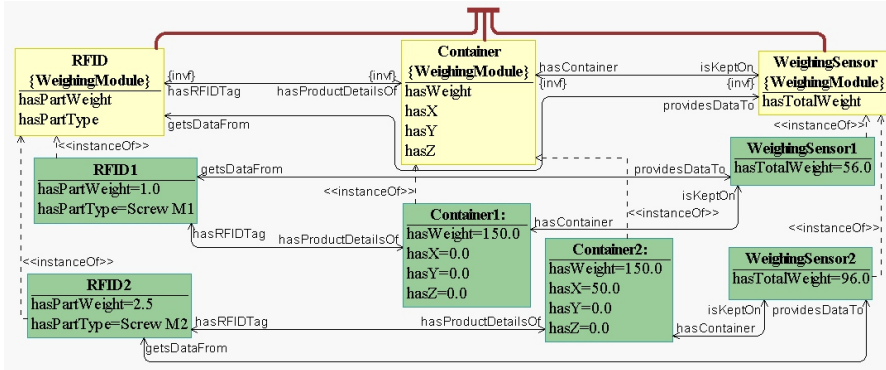 RFID
{WeighingModule}
hasPartWeight
hasPartType
{invf}
hasRFIDTag
getsDataFrom
{invf}
hasProductDetailsOf
Container
{WeighingModule}
hasWeight
hasX
hasY
hasZ
hasContainer
{invf}
isKeptOn
{invf}
providesDataTo
WeighingSensor
{WeighingModule}
hasTotalWeight
<<instanceOf>>
<<instanceOf>>
RFID1
hasPartWeight=1.0
hasPartType=Screw M1
getsDataFrom
providesDataTo
WeighingSensor1
hasTotalWeight=56.0
<<instanceOf>>
isKeptOn
hasRFIDTag
hasProductDetailsOf
Container1:
hasWeight=150.0
hasX=0.0
hasY=0.0
hasZ=0.0
hasContainer
<<instanceOf>>
<<instanceOf>>
<<instanceOf>>
Container2:
hasWeight=150.0
hasX=50.0
hasY=0.0
hasZ=0.0
WeighingSensor2
hasTotalWeight=96.0
RFID2
hasPartWeight=2.5
hasPartType=Screw M2
hasRFIDTag
hasProductDetailsOf
isKeptOn
providesDataTo
hasContainer
getsDataFrom